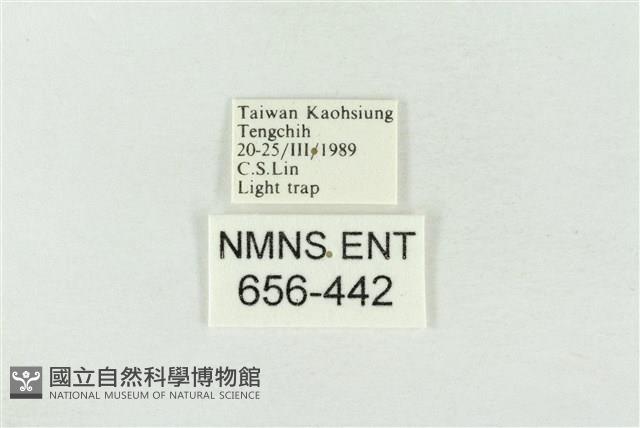 Taiwan Kaohsiung
Tengchih
20-25/III/1989
C.S.Lin
Light trap
NMNS ENT
656-442
國立自然科學博物館
NATIONAL MUSEUM OF NATURAL SCIENCE